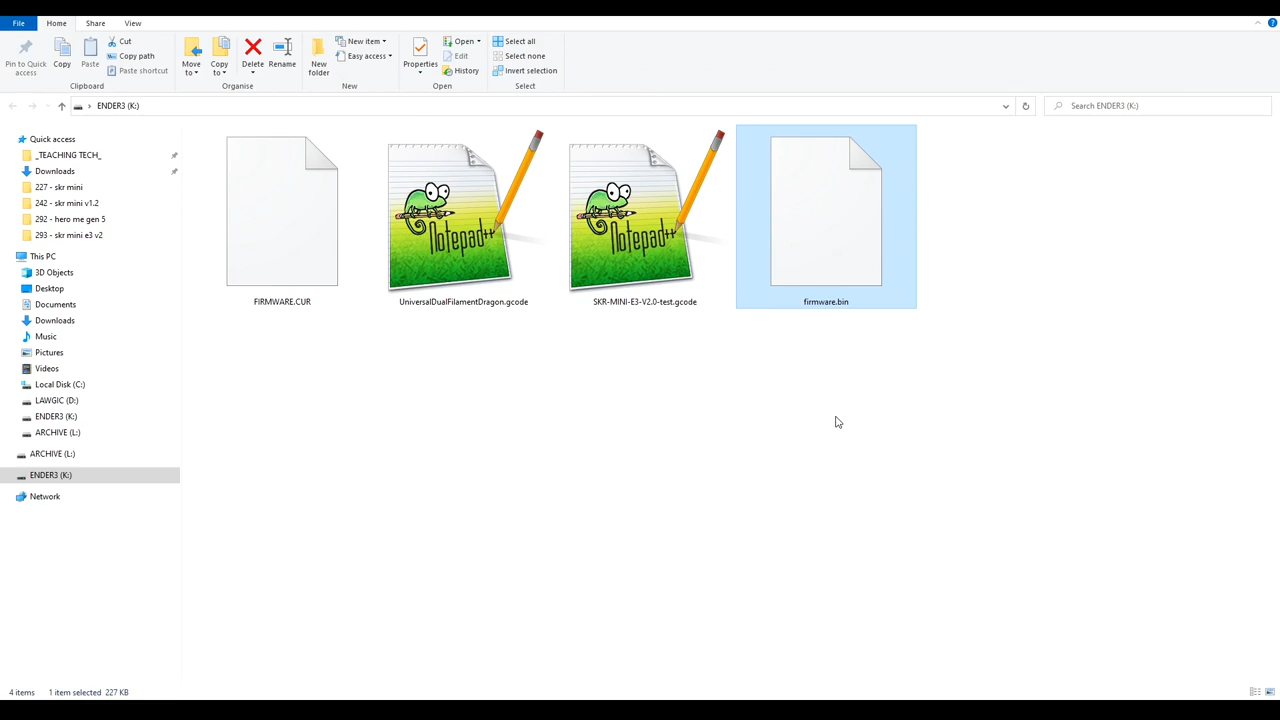 File
Home
Share
View
Pin to Quick
access
Copy
Paste
Cut
Copy path
Paste shortcut
Clipboard
Move
to
Copy
to
Delete
Rename
Organise
New
folder
New item
Easy access
New
Properties
Open
Edit
History
Open
Select all
Select none
Invert selection
Select
ENDER3 (K:)
Search ENDER3 (K:)
Quick access
_TEACHING TECH_
Downloads
227 - skr mini
242 - skr mini v1.2
292 - hero me gen 5
293 - skr mini e3 v2
This PC
3D Objects
Desktop
Documents
Downloads
Music
Pictures
Videos
Local Disk (C:)
LAWGIC (D:)
ENDER3 (K:)
ARCHIVE (L:)
ARCHIVE (L:)
ENDER3 (K:)
Network
Notepad++
Notepad++
FIRMWARE.CUR
UniversalDualFilamentDragon.gcode
SKR-MINI-E3-V2.0-test.gcode
firmware.bin
4 items
1 item selected 227 KB